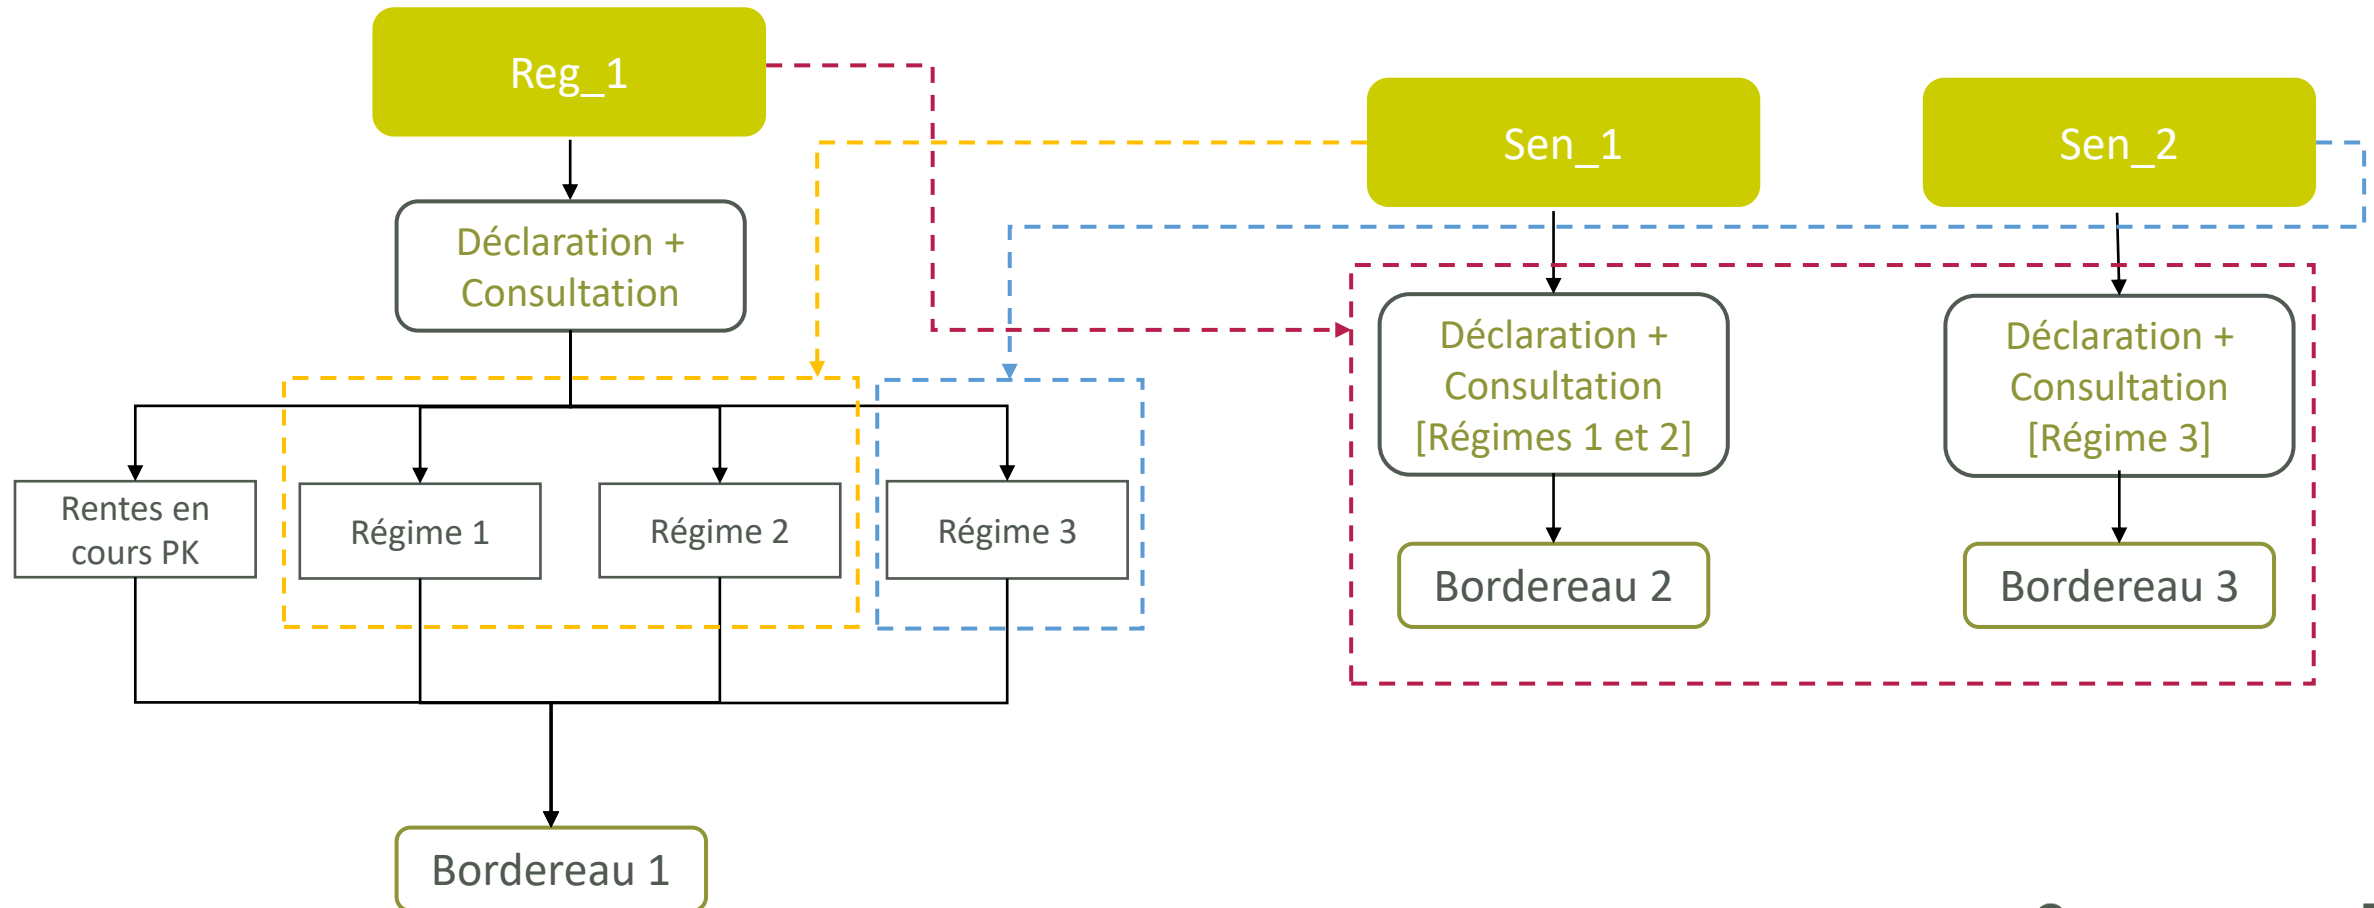 Reg_1
Sen_1
Sen_2
Déclaration +
Consultation
Déclaration +
Consultation
[Régimes 1 et 2]
Déclaration +
Consultation
[Régime 3]
Rentes en
cours PK
Régime 1
Régime 2
Régime 3
Bordereau 2
Bordereau 3
Bordereau 1